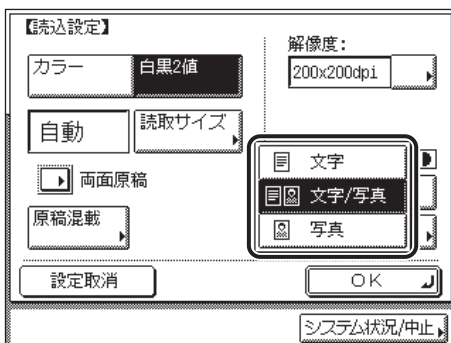 【読込設定】
解像度:
カラー
白黒2値
200x200dpi
自動
読取サイズ
文字
両面原稿
文字/写真
原稿混載
写真
設定取消
OK
システム状況/中止